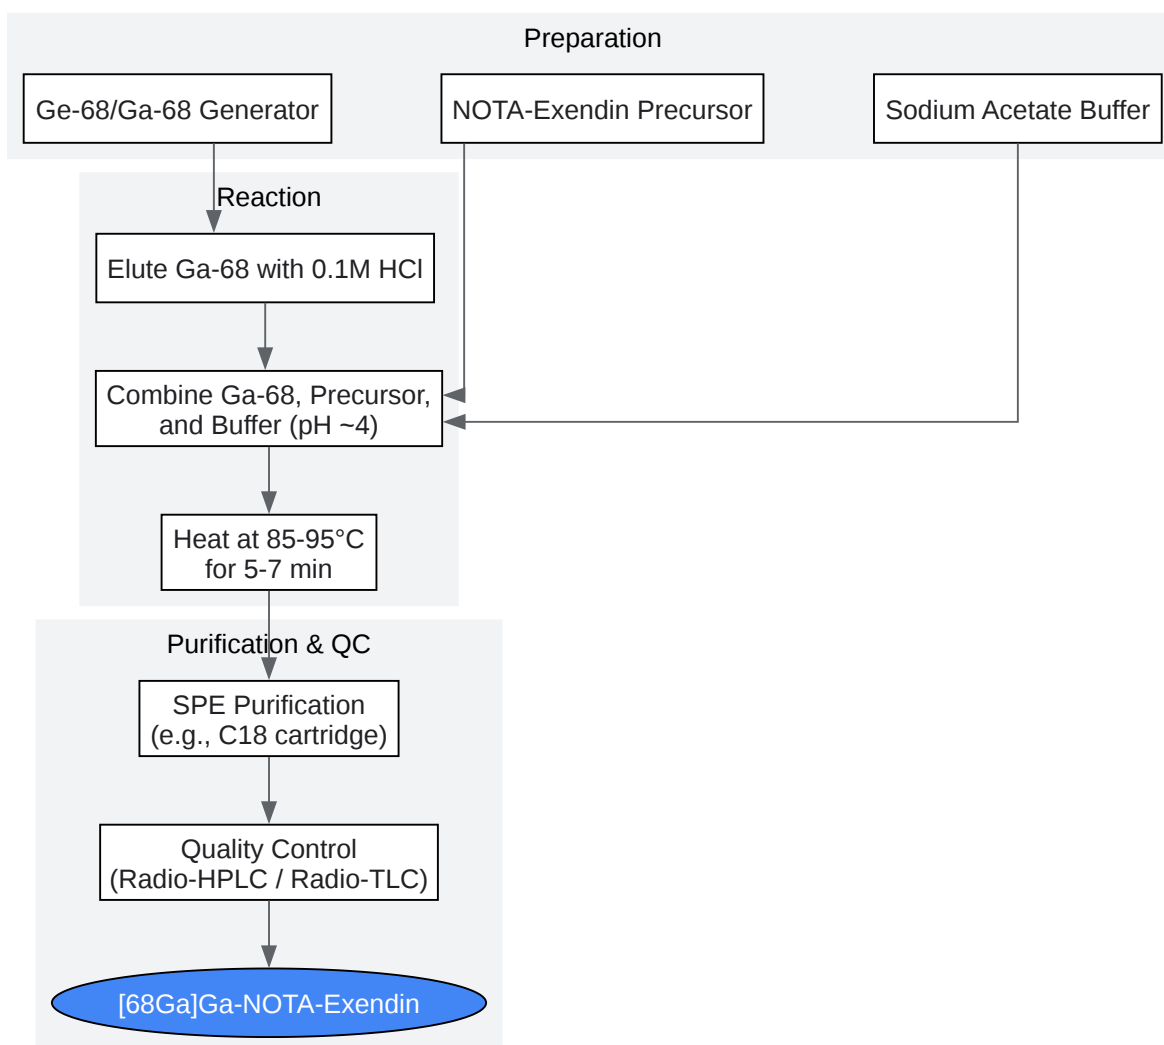 Preparation
Ge-68/Ga-68 Generator
NOTA-Exendin Precursor
Sodium Acetate Buffer
Reaction
Elute Ga-68 with 0.1M HCl
Combine Ga-68, Precursor,
and Buffer (pH ~4)
Heat at 85-95°C
for 5-7 min
Purification & QC
SPE Purification
(e.g., C18 cartridge)
Quality Control
(Radio-HPLC / Radio-TLC)
[68Ga]Ga-NOTA-Exendin